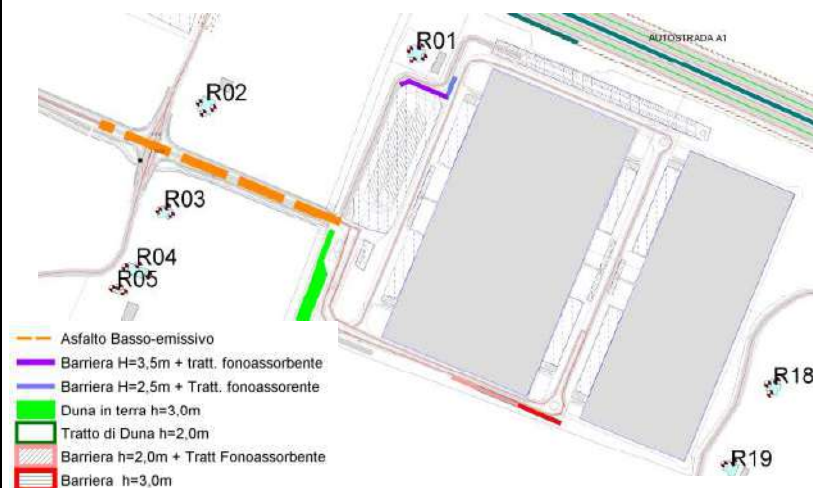 R01
AUTOSTRADA A1
R02
R03
R04
R05
R18
R19
Asfalto Basso-emissivo
Barriera H=3,5m + tratt. fonoassorbente
Barriera H=2,5m + Tratt. fonoassorente
Duna in terra h=3,0m
Tratto di Duna h=2,0m
Barriera h=2,0m + Tratt Fonoassorbente
Barriera h=3,0m